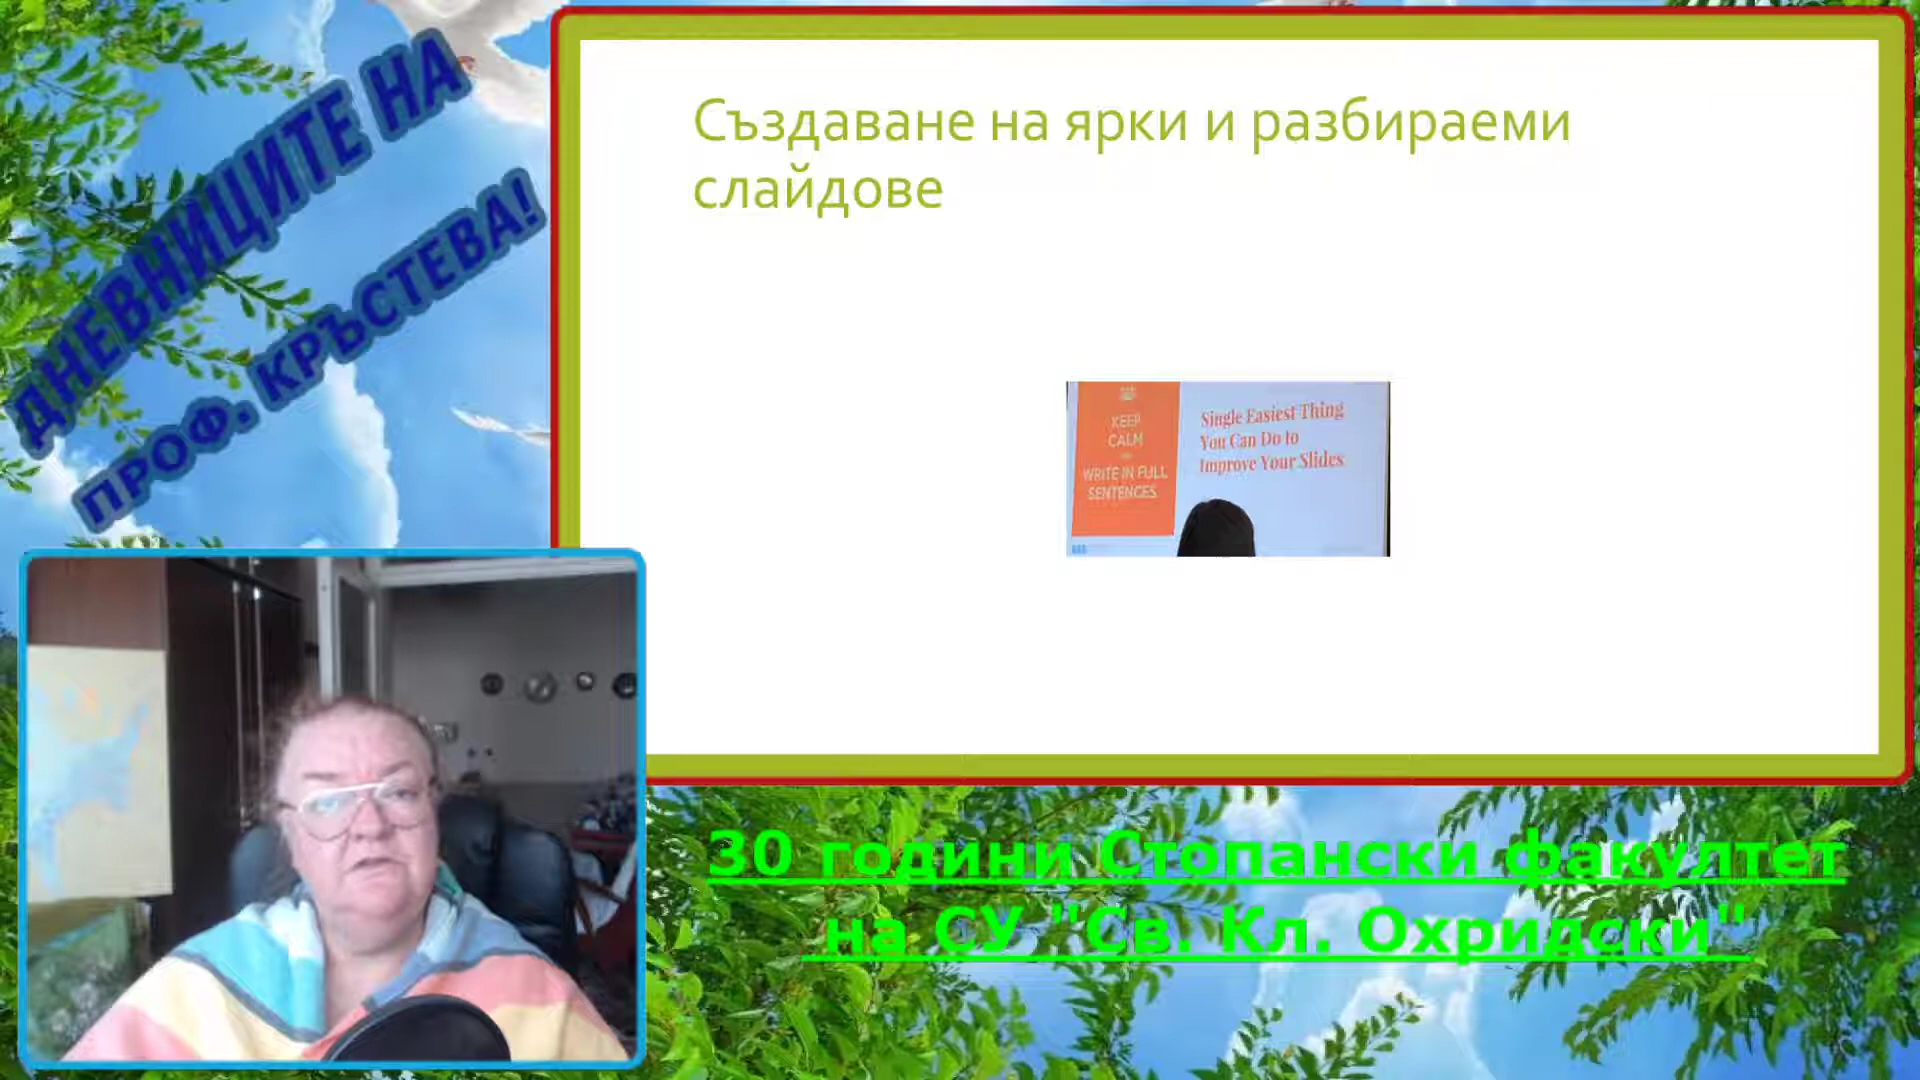 ДНЕВНИЦИТЕ НА
ПРОФ. КРЪСТЕВА!
Създаване на ярки и разбираеми
слайдове
KEEP
CALM
WRITE IN FULL
SENTENCES
Single Easiest Thing
You Can Do to
Improve Your Slides
30 години Стопански факултет
на СУ "Св. Кл. Охридски"